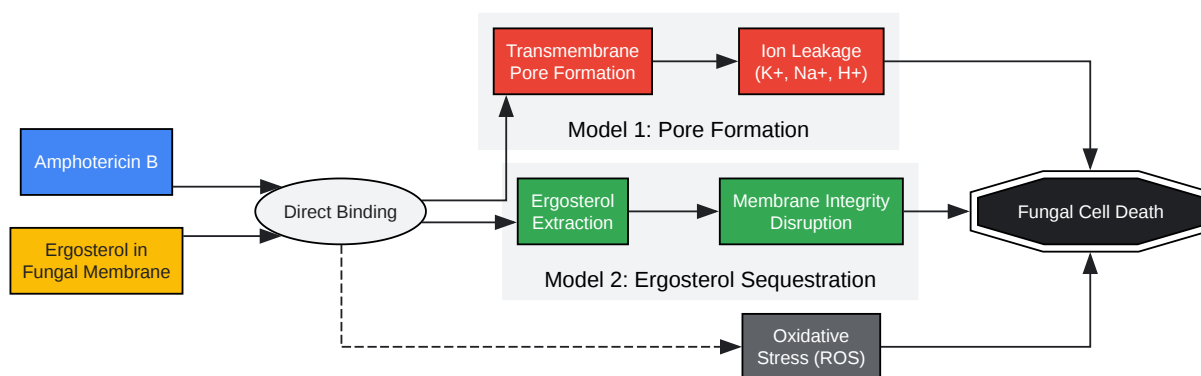 Transmembrane
Pore Formation
Ion Leakage
(K+, Na+, H+)
Model 1: Pore Formation
Amphotericin B
Direct Binding
Ergosterol in
Fungal Membrane
Ergosterol
Extraction
Membrane Integrity
Disruption
Model 2: Ergosterol Sequestration
Fungal Cell Death
Oxidative
Stress (ROS)